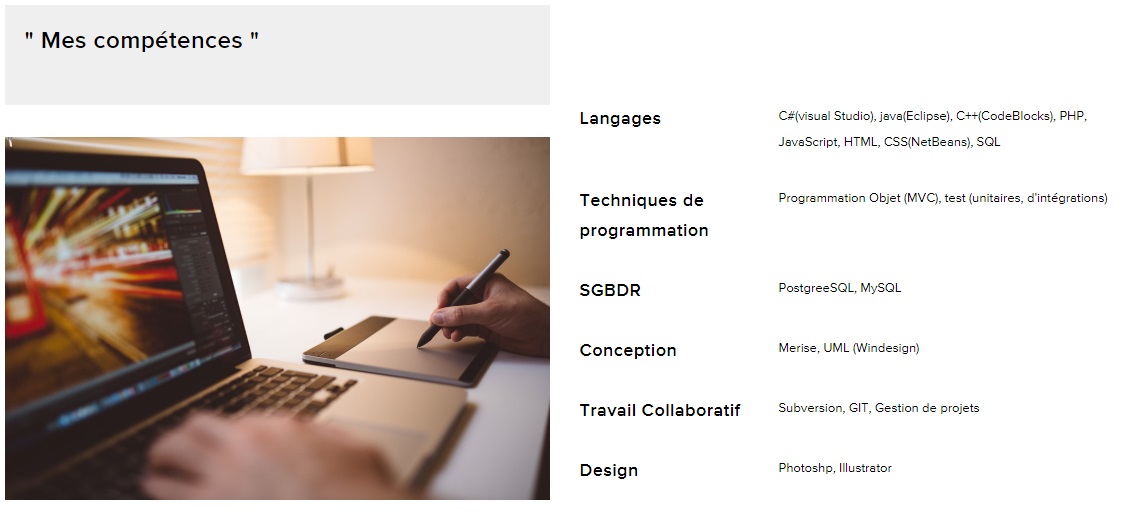 " Mes compétences "
Langages
C#(visual Studio), java(Eclipse), C++(CodeBlocks), PHP,
JavaScript, HTML, CSS(NetBeans), SQL
Techniques de
programmation
Programmation Objet (MVC), test (unitaires, d'intégrations)
SGBDR
PostgreeSQL, MySQL
Conception
Merise, UML (Windesign)
Travail Collaboratif
Subversion, GIT, Gestion de projets
Design
Photoshp, Illustrator